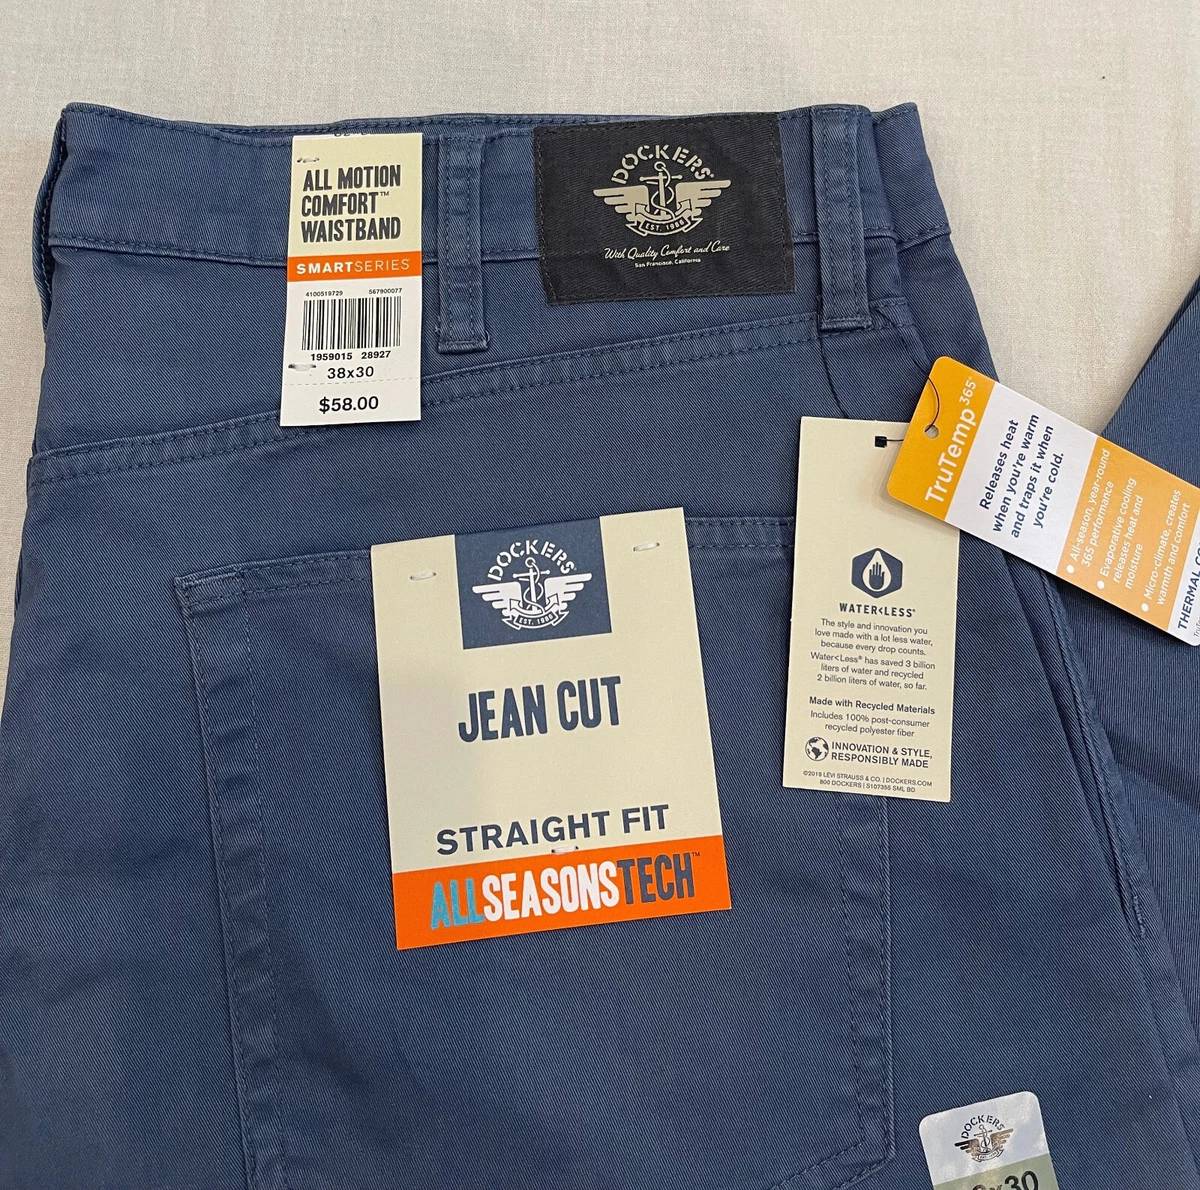 ALL MOTION
COMFORT™
WAISTBAND
SMARTSERIES
4100519729 567900077
1959015 28927
38x30
$58.00
DOCKERS®
EST. 1986
With Quality Comfort and Care
San Francisco, California
DOCKERS®
EST. 1986
JEAN CUT
STRAIGHT FIT
ALLSEASONSTECH™
WATER<LESS®
The style and innovation you
love made with a lot less water,
because every drop counts.
Water<Less® has saved 3 billion
liters of water and recycled
2 billion liters of water, so far.
Made with Recycled Materials
Includes 100% post-consumer
recycled polyester fiber
INNOVATION & STYLE,
RESPONSIBLY MADE
©2019 LEVI STRAUSS & CO. | DOCKERS.COM
800 DOCKERS | S107355 SML BD
TruTemp365®
Releases heat
when you're warm
and traps it when
you're cold.
• All-season, year-round
365 performance
• Evaporative cooling
releases heat and
moisture
• Micro-climate, creates
warmth and comfort
THERMAL
DOCKERS
x30